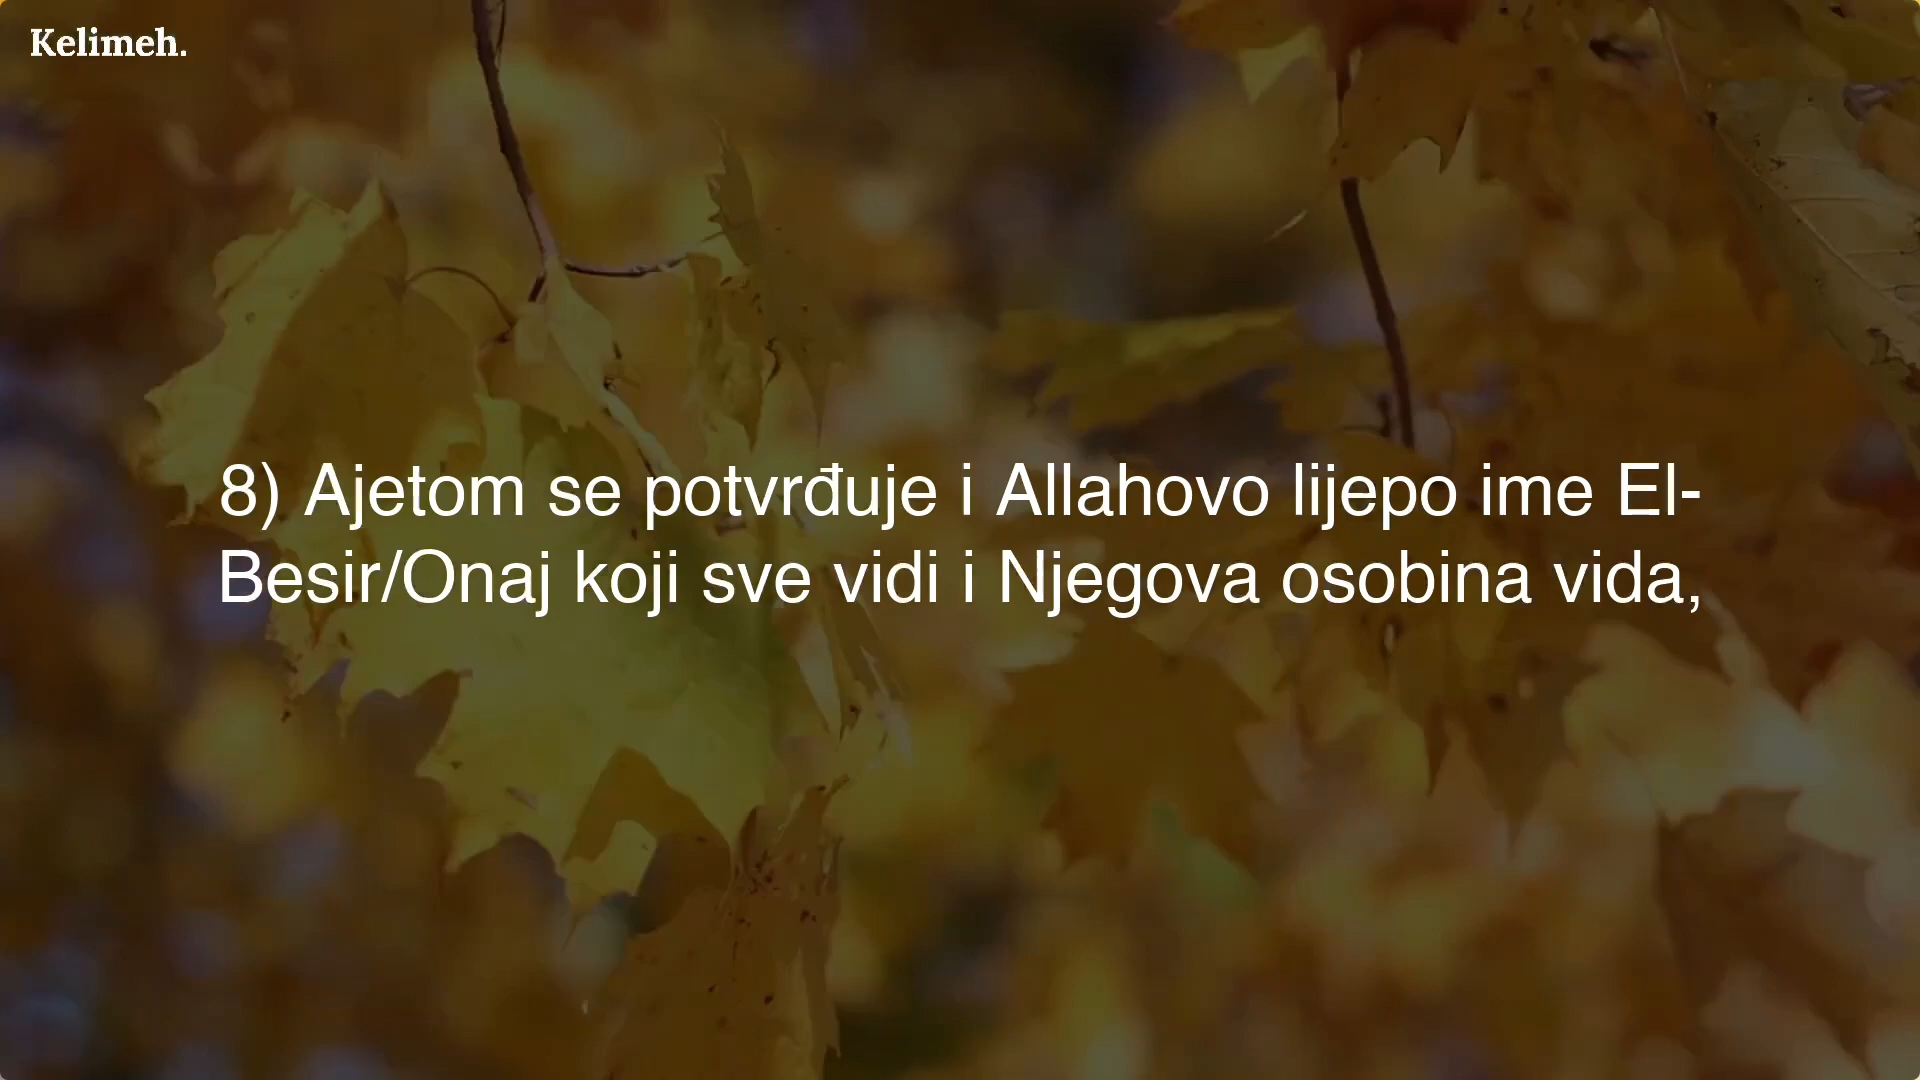 Kelimeh.
8) Ajetom se potvrđuje i Allahovo lijepo ime El-
Besir/Onaj koji sve vidi i Njegova osobina vida,